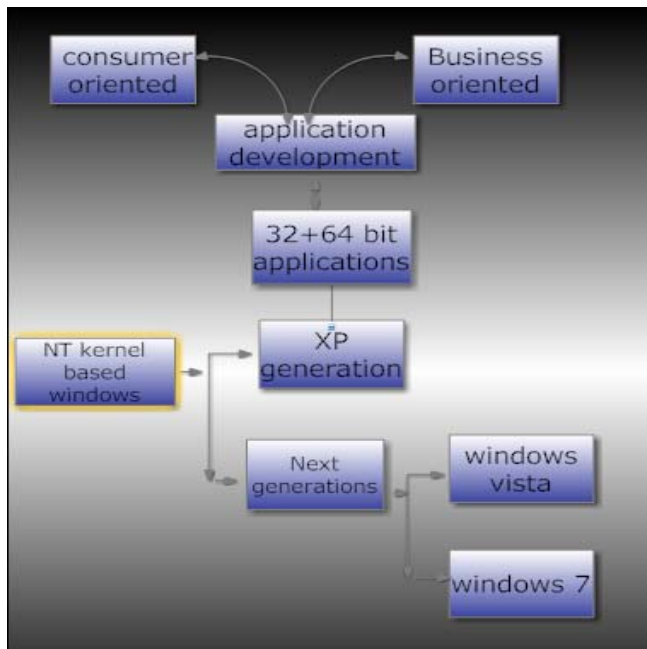 consumer
oriented
Business
oriented
application
development
32+64 bit
applications
XP
generation
NT kernel
based
windows
Next
generations
windows
vista
windows 7